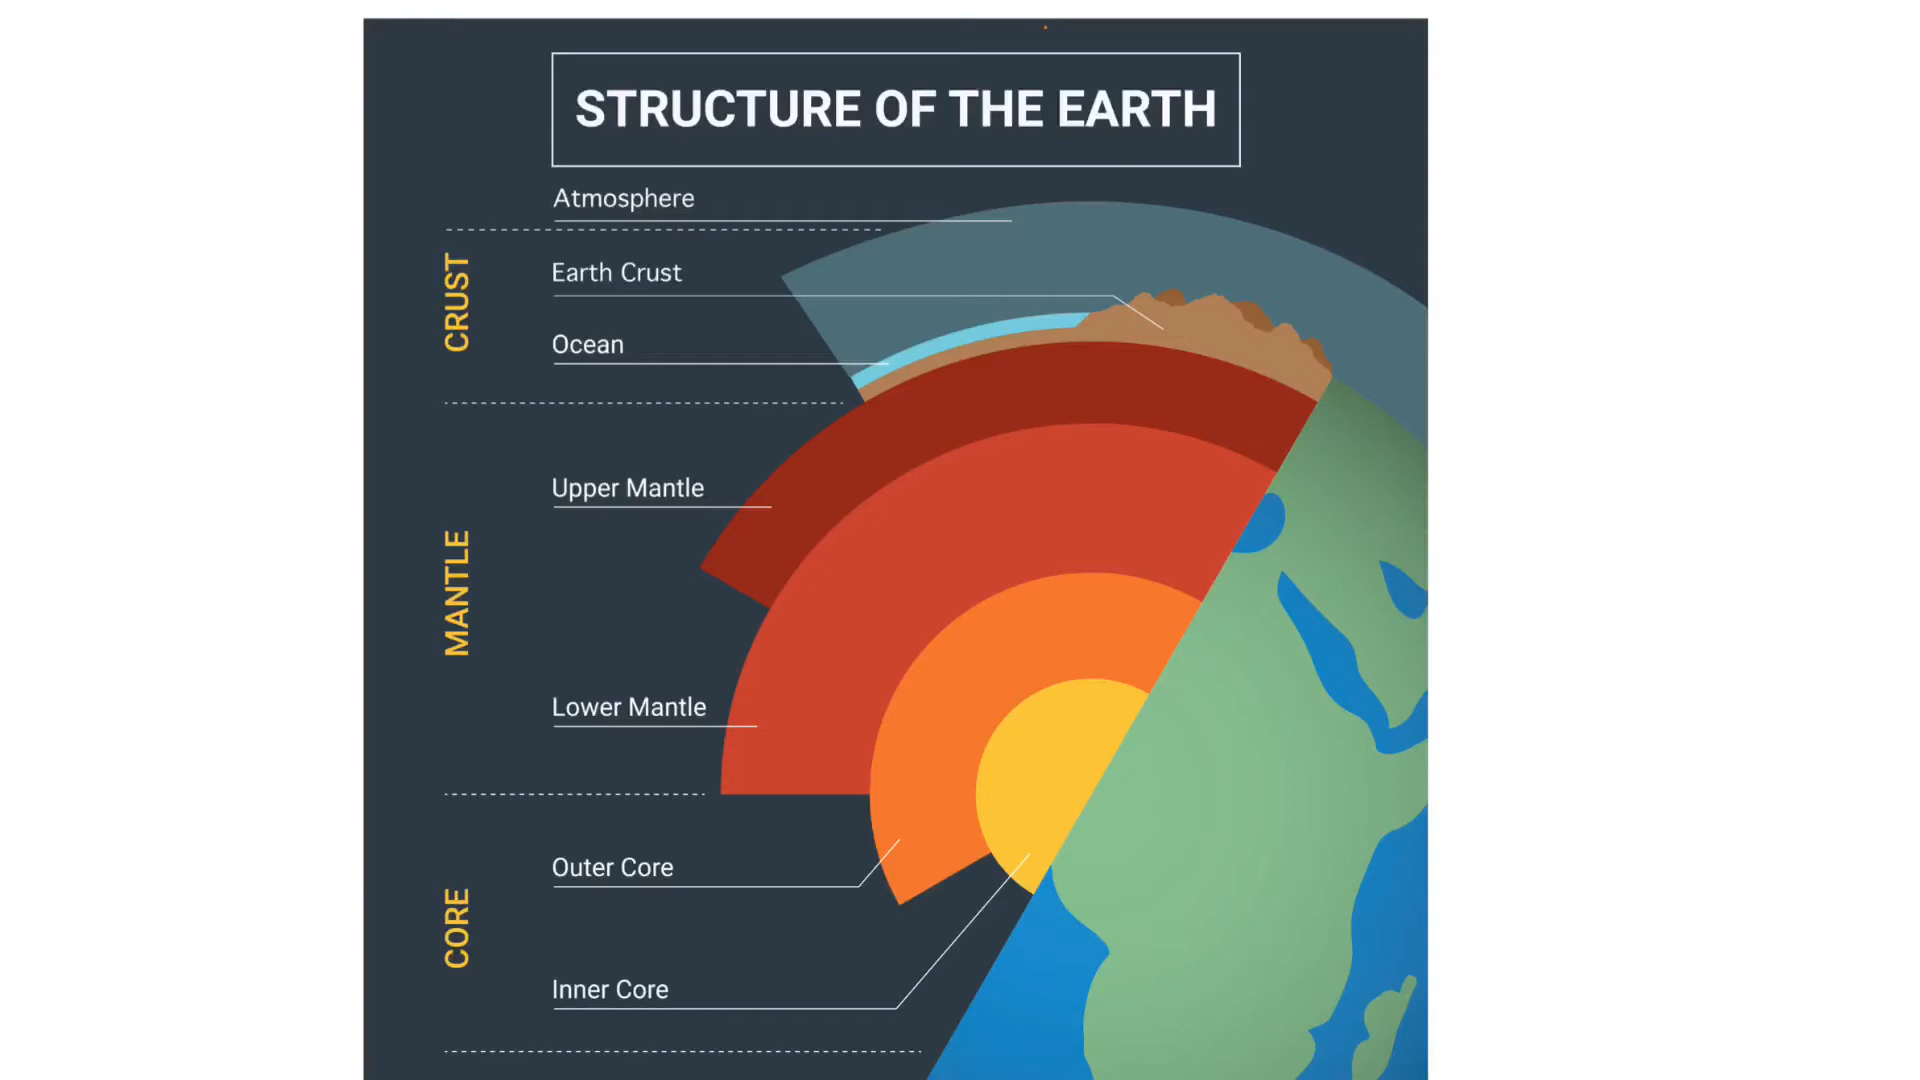 STRUCTURE OF THE EARTH
Atmosphere
CRUST
Earth Crust
Ocean
MANTLE
Upper Mantle
Lower Mantle
CORE
Outer Core
Inner Core